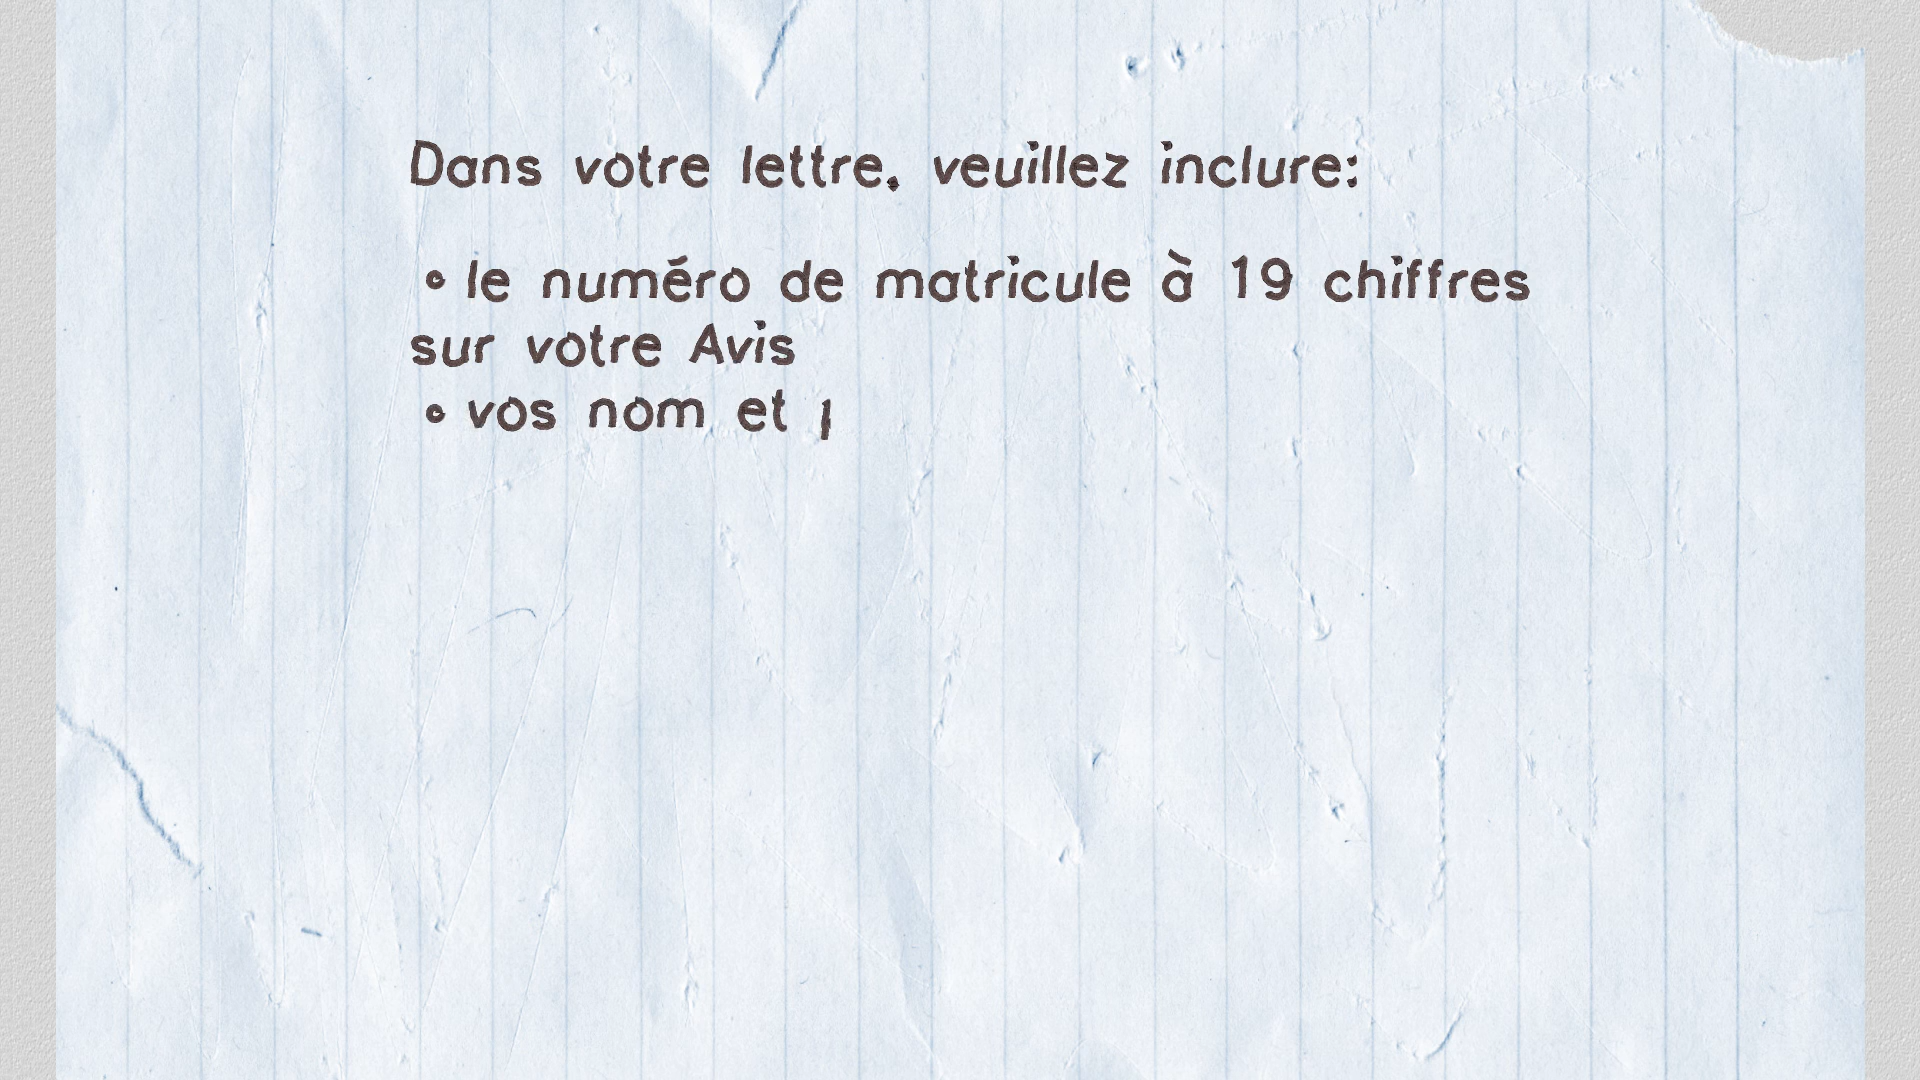 Dans votre lettre, veuillez inclure:
• le numéro de matricule à 19 chiffres
sur votre Avis
• vos nom et